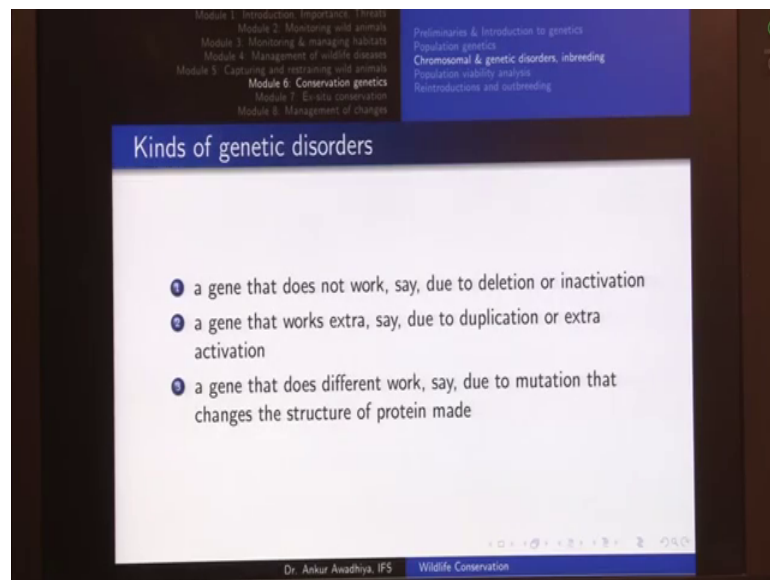 Module 1: Introduction, Importance, Threats
Module 2: Monitoring wild animals
Module 3: Monitoring & managing habitats
Module 4: Management of wildlife diseases
Module 5: Capturing and restraining wild animals
Module 6: Conservation genetics
Module 7: Ex-situ conservation
Module 8: Management of changes
Preliminaries & Introduction to genetics
Population genetics
Chromosomal & genetic disorders, inbreeding
Population viability analysis
Reintroductions and outbreeding
Kinds of genetic disorders
1 a gene that does not work, say, due to deletion or inactivation
2 a gene that works extra, say, due to duplication or extra
activation
3 a gene that does different work, say, due to mutation that
changes the structure of protein made
Dr. Ankur Awadhiya, IFS Wildlife Conservation